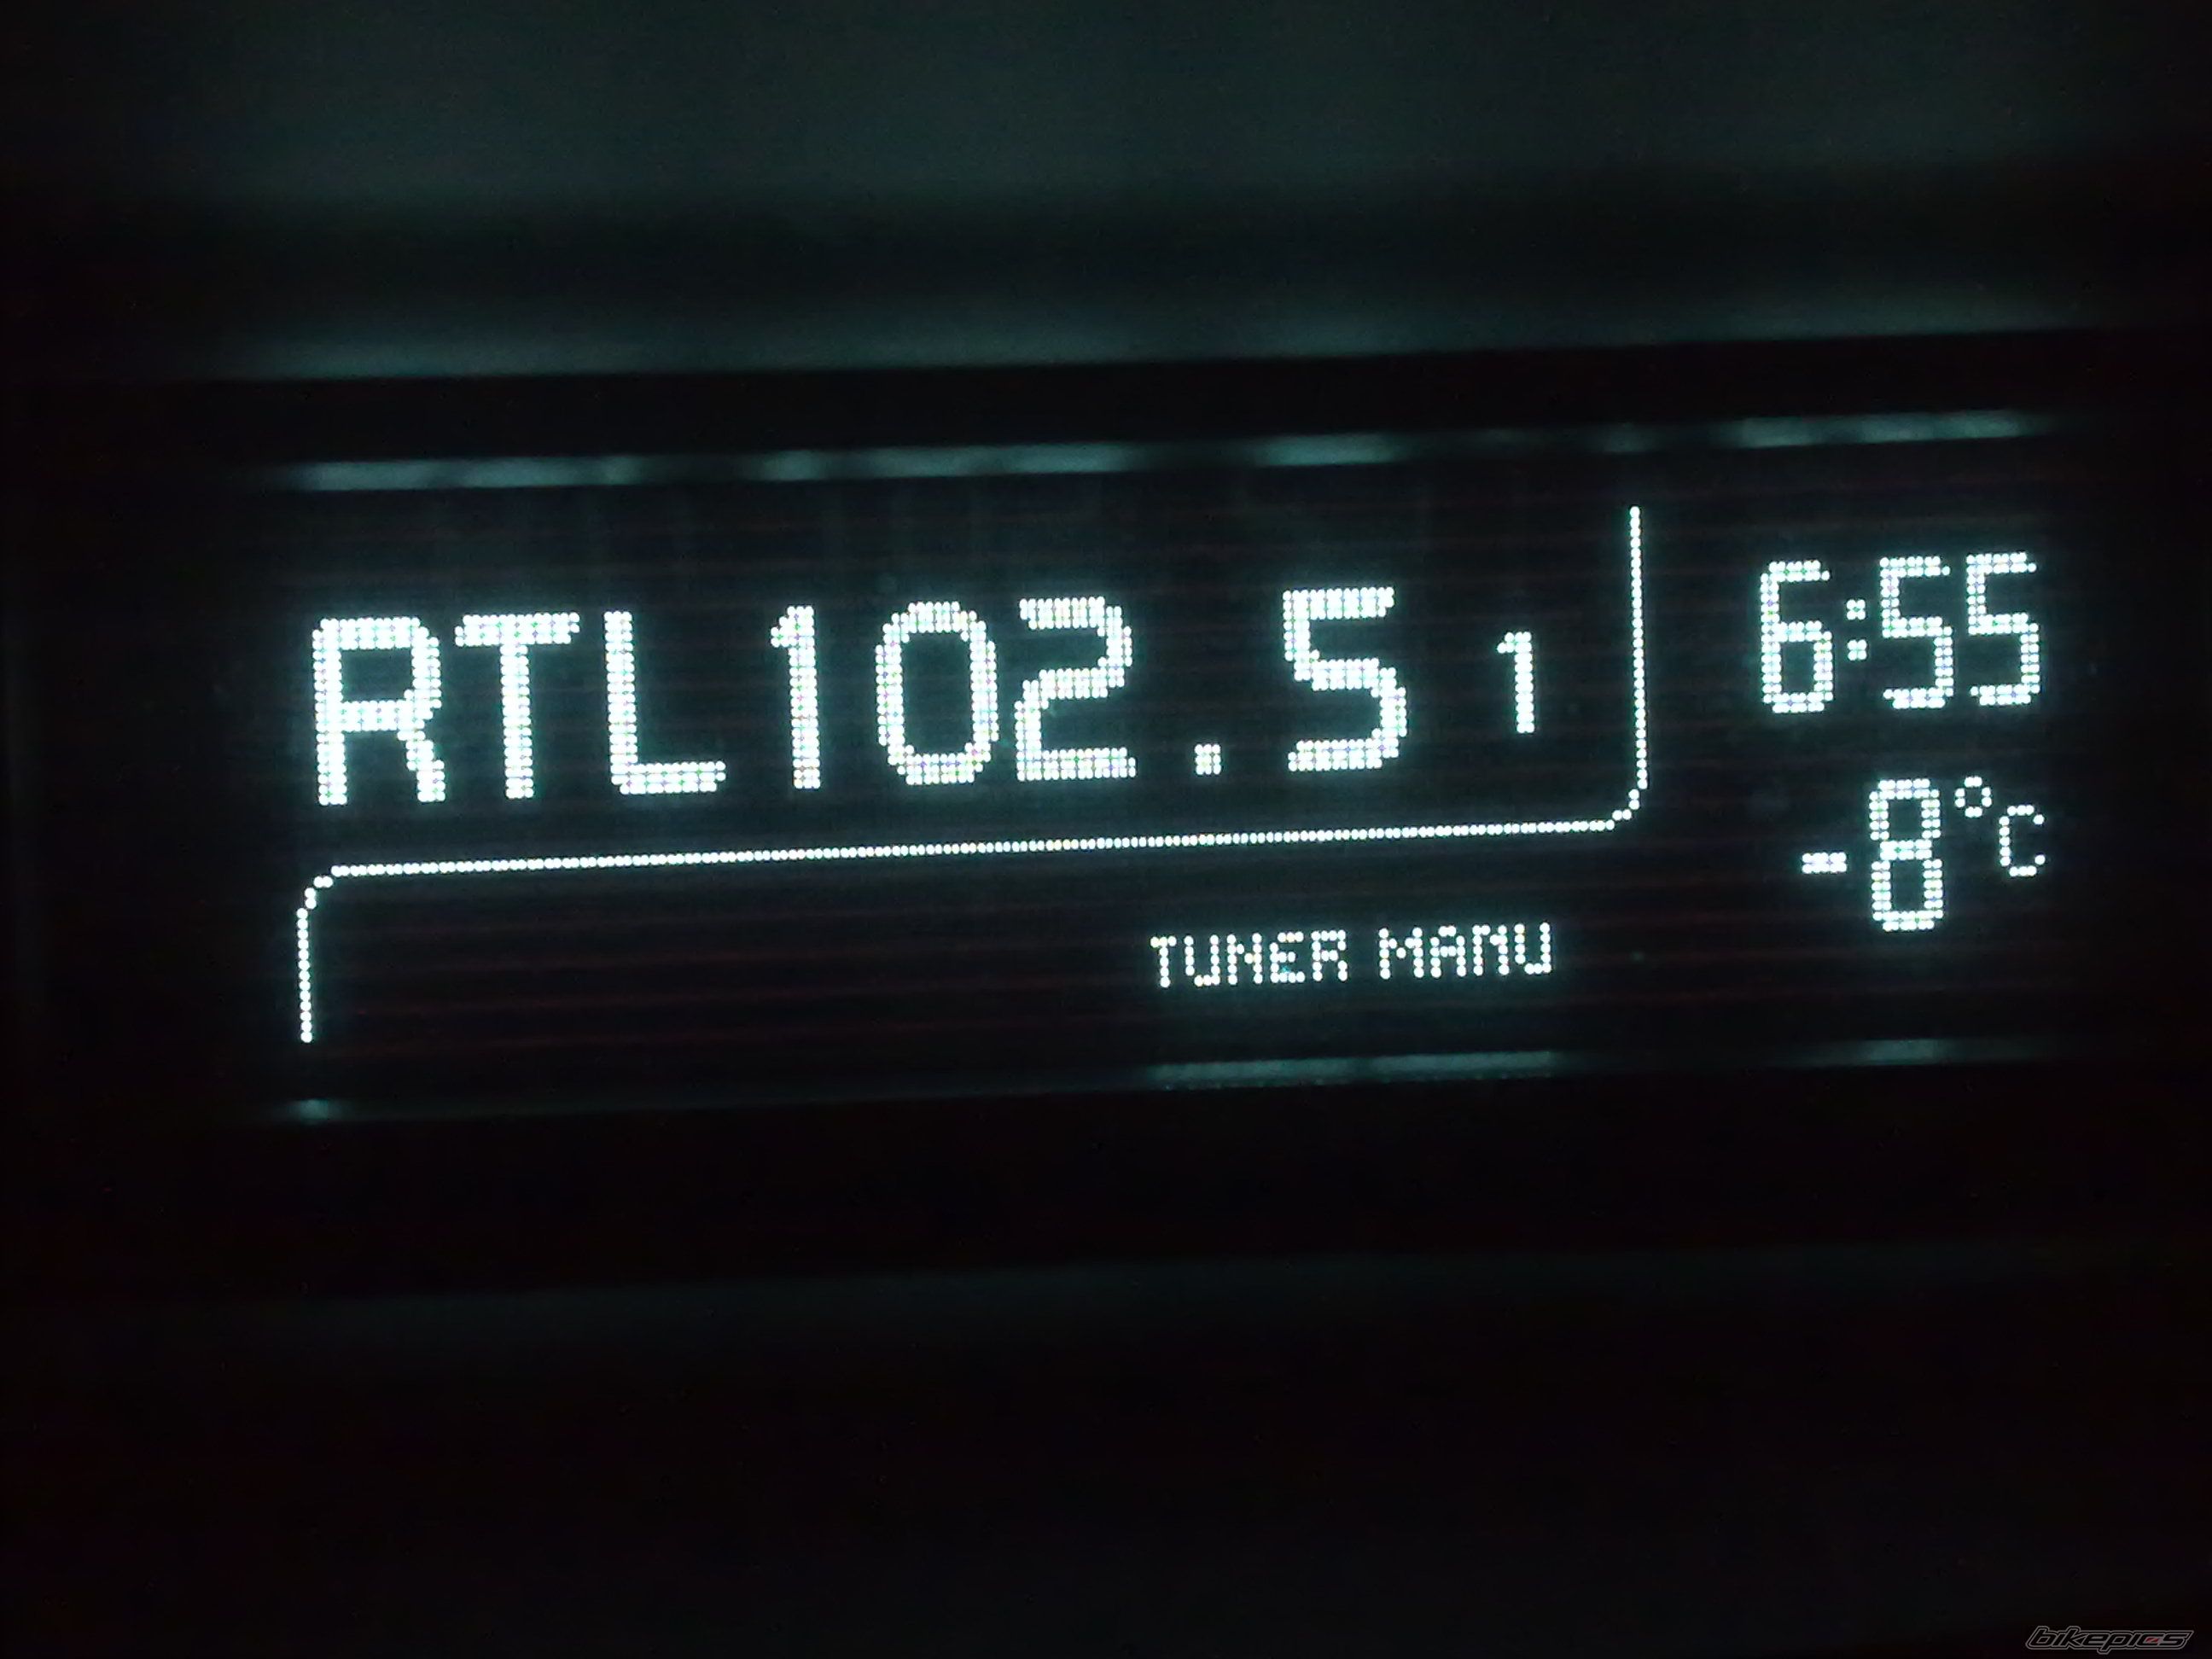 RTL102.5 1
6:55
-8°C
TUNER MANU
bikepics